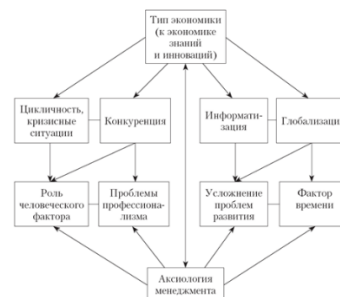 Тип экономики
(к экономике
знаний
и инноваций)
Цикличность,
кризисные
ситуации
Конкуренция
Информати-
зация
Глобализация
Роль
человеческого
фактора
Проблемы
профессиона-
лизма
Усложнение
проблем
развития
Фактор
времени
Аксиология
менеджмента